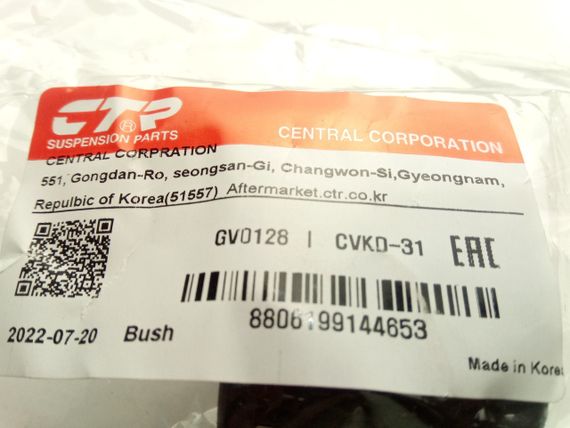 CTR®
SUSPENSION PARTS
CENTRAL CORPORATION
CENTRAL CORPRATION
551, Gongdan-Ro, seongsan-Gi, Changwon-Si,Gyeongnam,
Repulbic of Korea(51557) Aftermarket.ctr.co.kr
GV0128 | CVKD-31 EAC
8806199144653
2022-07-20 Bush
Made in Korea